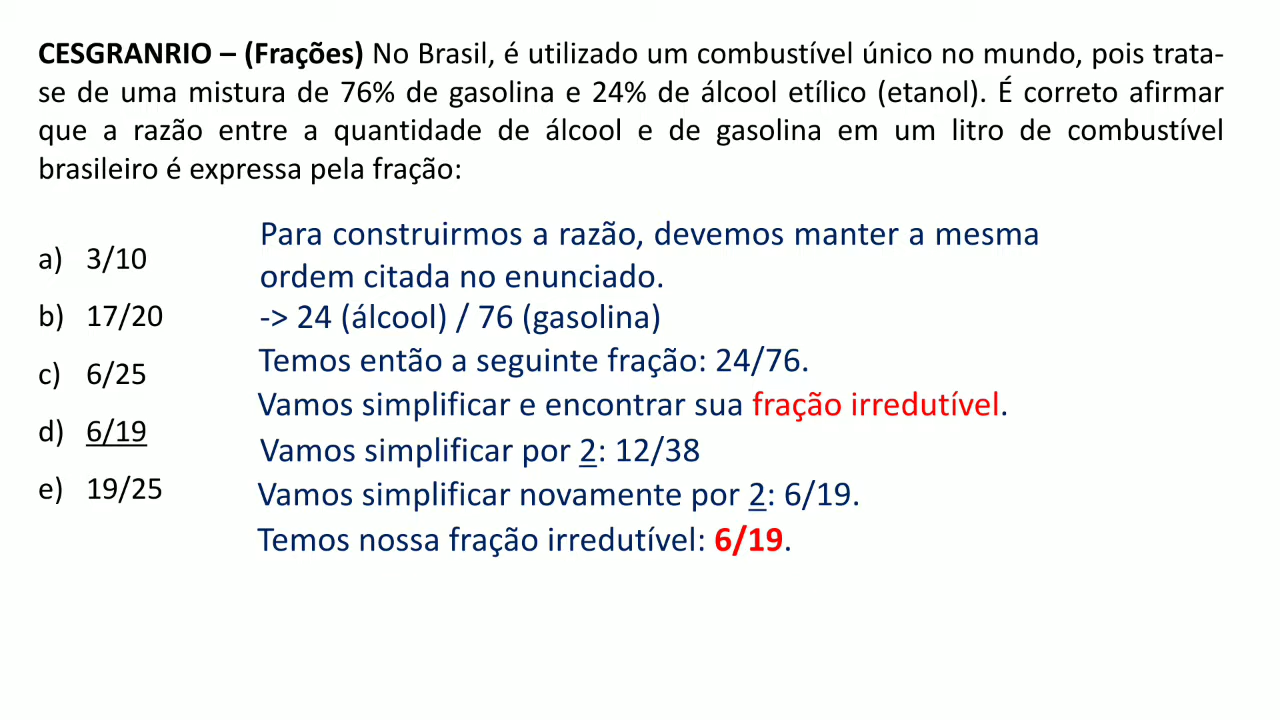 CESGRANRIO – (Frações) No Brasil, é utilizado um combustível único no mundo, pois trata-
se de uma mistura de 76% de gasolina e 24% de álcool etílico (etanol). É correto afirmar
que a razão entre a quantidade de álcool e de gasolina em um litro de combustível
brasileiro é expressa pela fração:
a) 3/10
b) 17/20
c) 6/25
d) 6/19
e) 19/25
Para construirmos a razão, devemos manter a mesma
ordem citada no enunciado.
-> 24 (álcool) / 76 (gasolina)
Temos então a seguinte fração: 24/76.
Vamos simplificar e encontrar sua fração irredutível.
Vamos simplificar por 2: 12/38
Vamos simplificar novamente por 2: 6/19.
Temos nossa fração irredutível: 6/19.